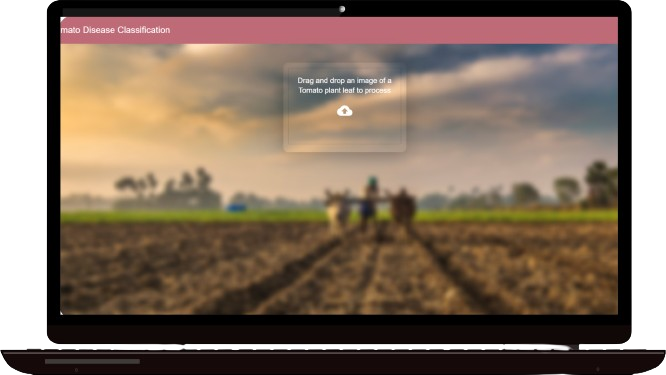 mato Disease Classification
Drag and drop an image of a
Tomato plant leaf to process